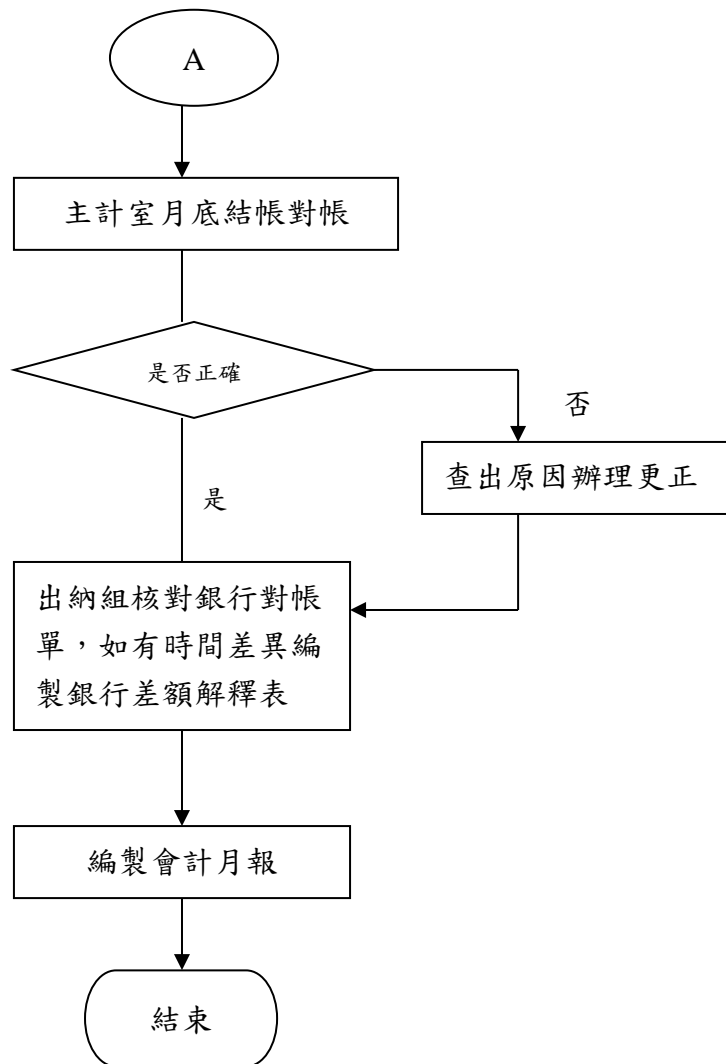 A
主計室月底結帳對帳
是否正確
否
查出原因辦理更正
是
出納組核對銀行對帳
單，如有時間差異編
製銀行差額解釋表
編製會計月報
結束